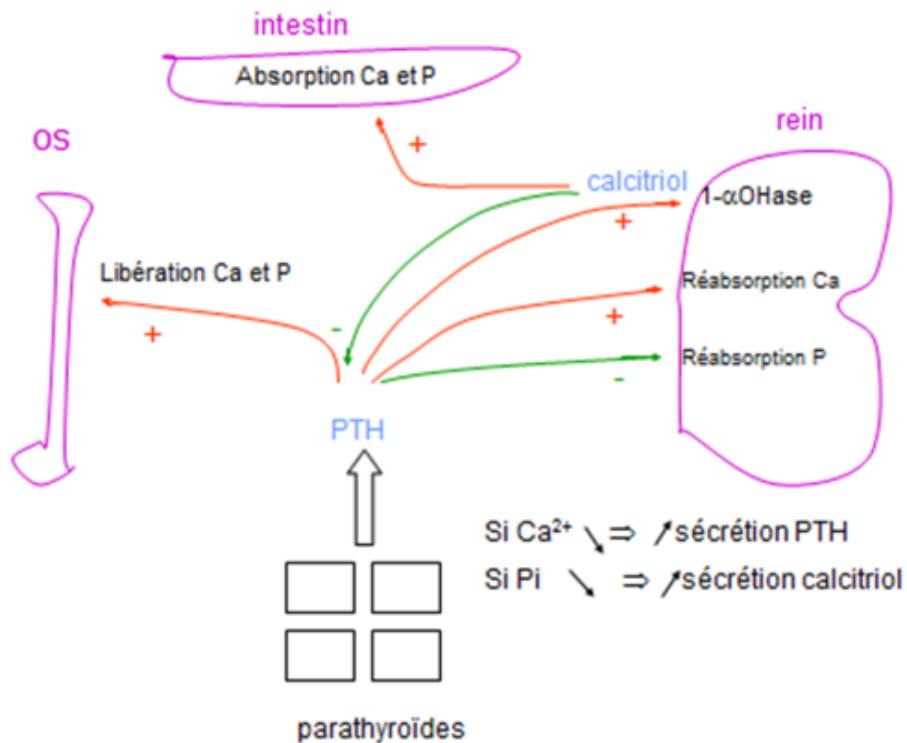 intestin
Absorption Ca et P
os
rein
+
calcitriol
1-αOHase
+
Libération Ca et P
Réabsorption Ca
+
-
+
Réabsorption P
-
PTH
Si Ca²⁺ ↘ ⇒ ↗ sécrétion PTH
Si Pi ↘ ⇒ ↗ sécrétion calcitriol
parathyroïdes